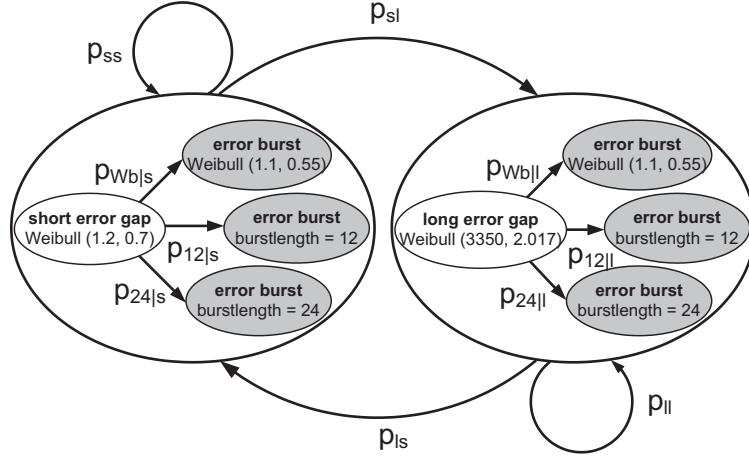 p_sl
p_ss
error burst
Weibull (1.1, 0.55)
p_Wb|s
short error gap
Weibull (1.2, 0.7)
error burst
burstlength = 12
p_12|s
p_24|s
error burst
burstlength = 24
error burst
Weibull (1.1, 0.55)
p_Wb|l
long error gap
Weibull (3350, 2.017)
error burst
burstlength = 12
p_12|l
p_24|l
error burst
burstlength = 24
p_ls
p_ll